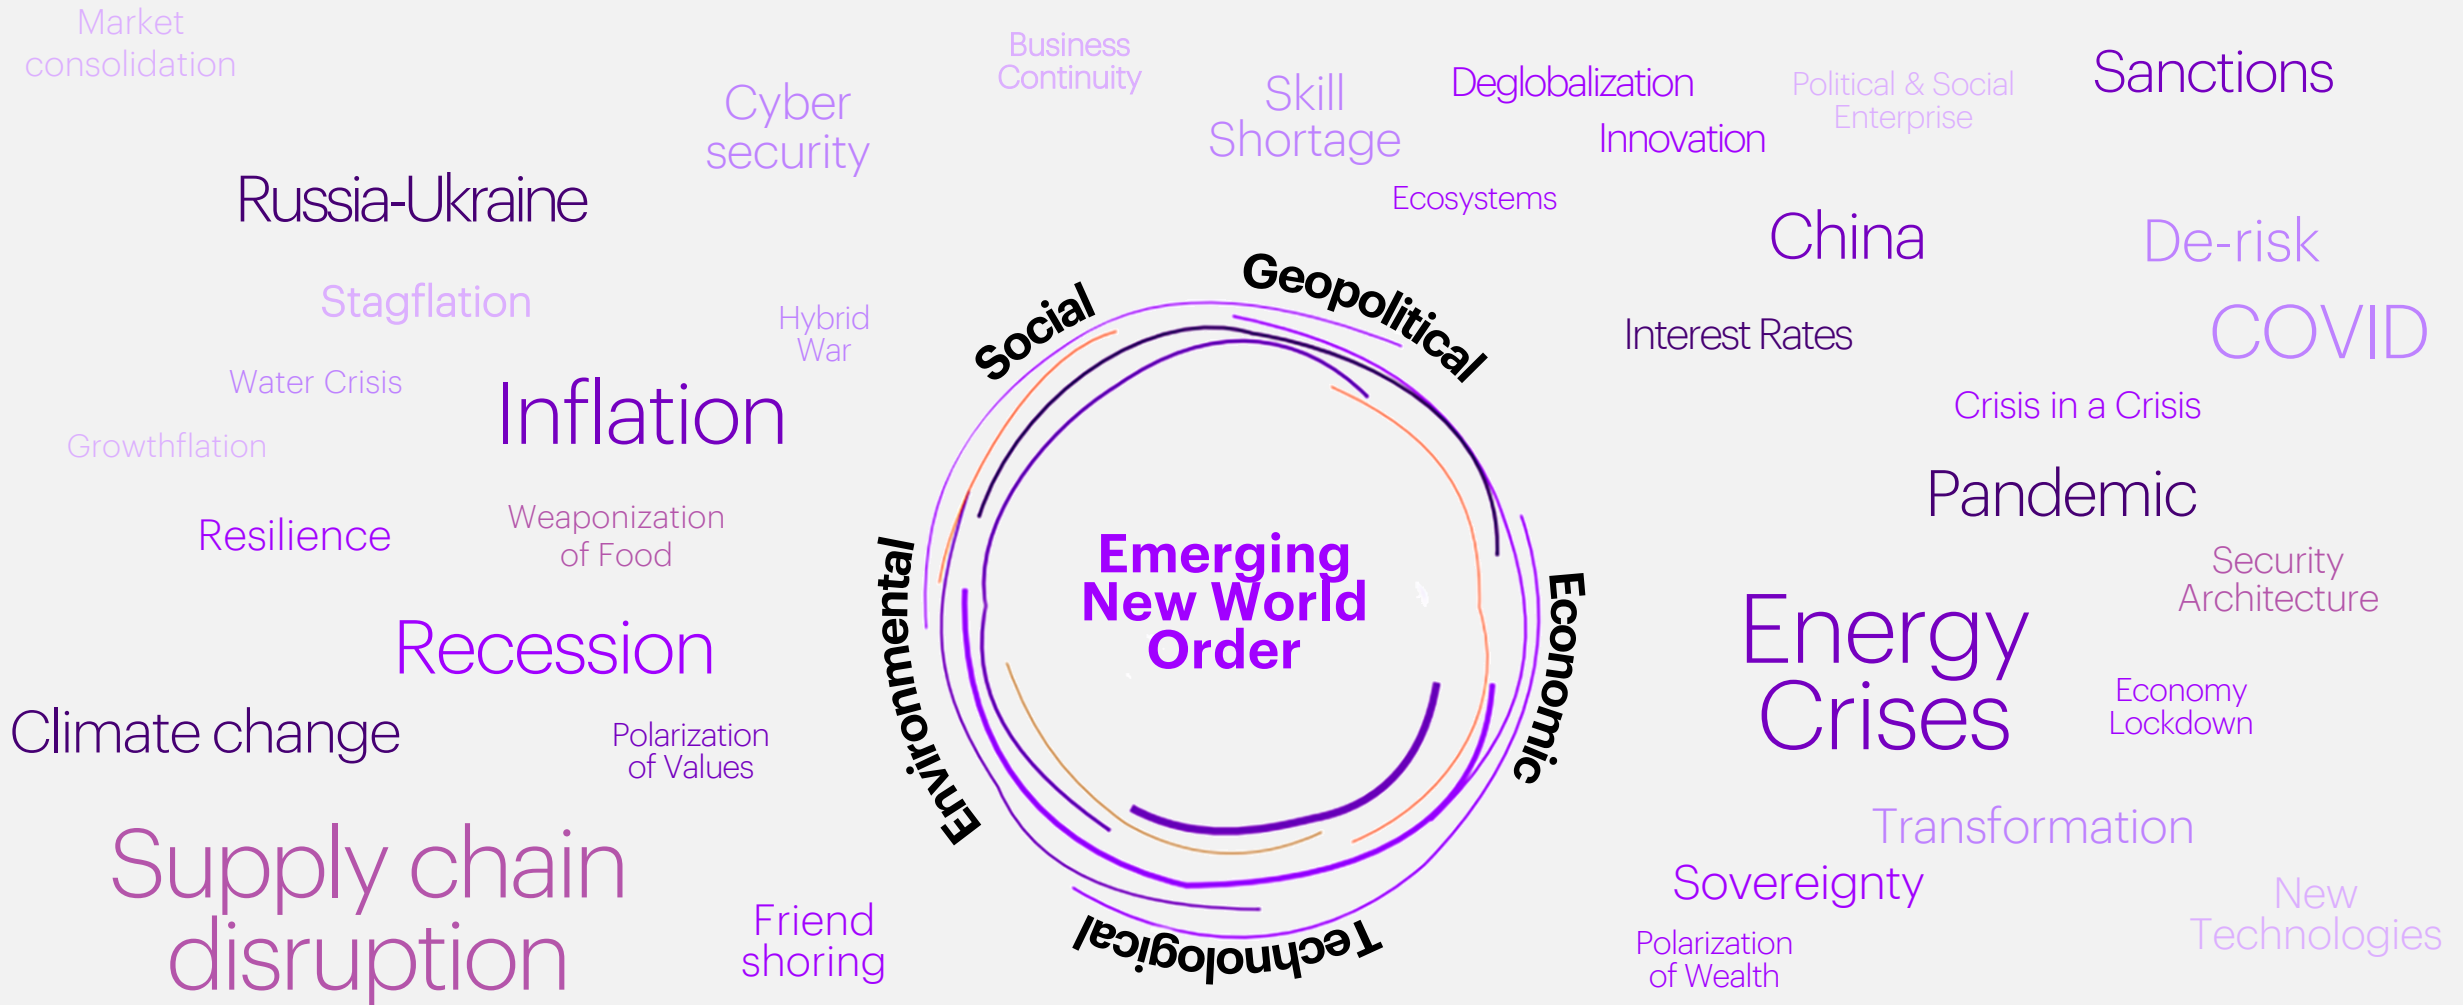 Market
consolidation
Business
Continuity
Cyber
security
Skill
Shortage
Deglobalization
Innovation
Ecosystems
Political & Social
Enterprise
Sanctions
Russia-Ukraine
China
De-risk
Stagflation
Hybrid
War
Social
Geopolitical
Interest Rates
COVID
Water Crisis
Inflation
Crisis in a Crisis
Growthflation
Pandemic
Resilience
Weaponization
of Food
Environmental
Emerging
New World
Order
Economic
Security
Architecture
Recession
Energy
Crises
Economy
Lockdown
Climate change
Polarization
of Values
Transformation
Supply chain
disruption
Sovereignty
Friend
shoring
Technological
Polarization
of Wealth
New
Technologies